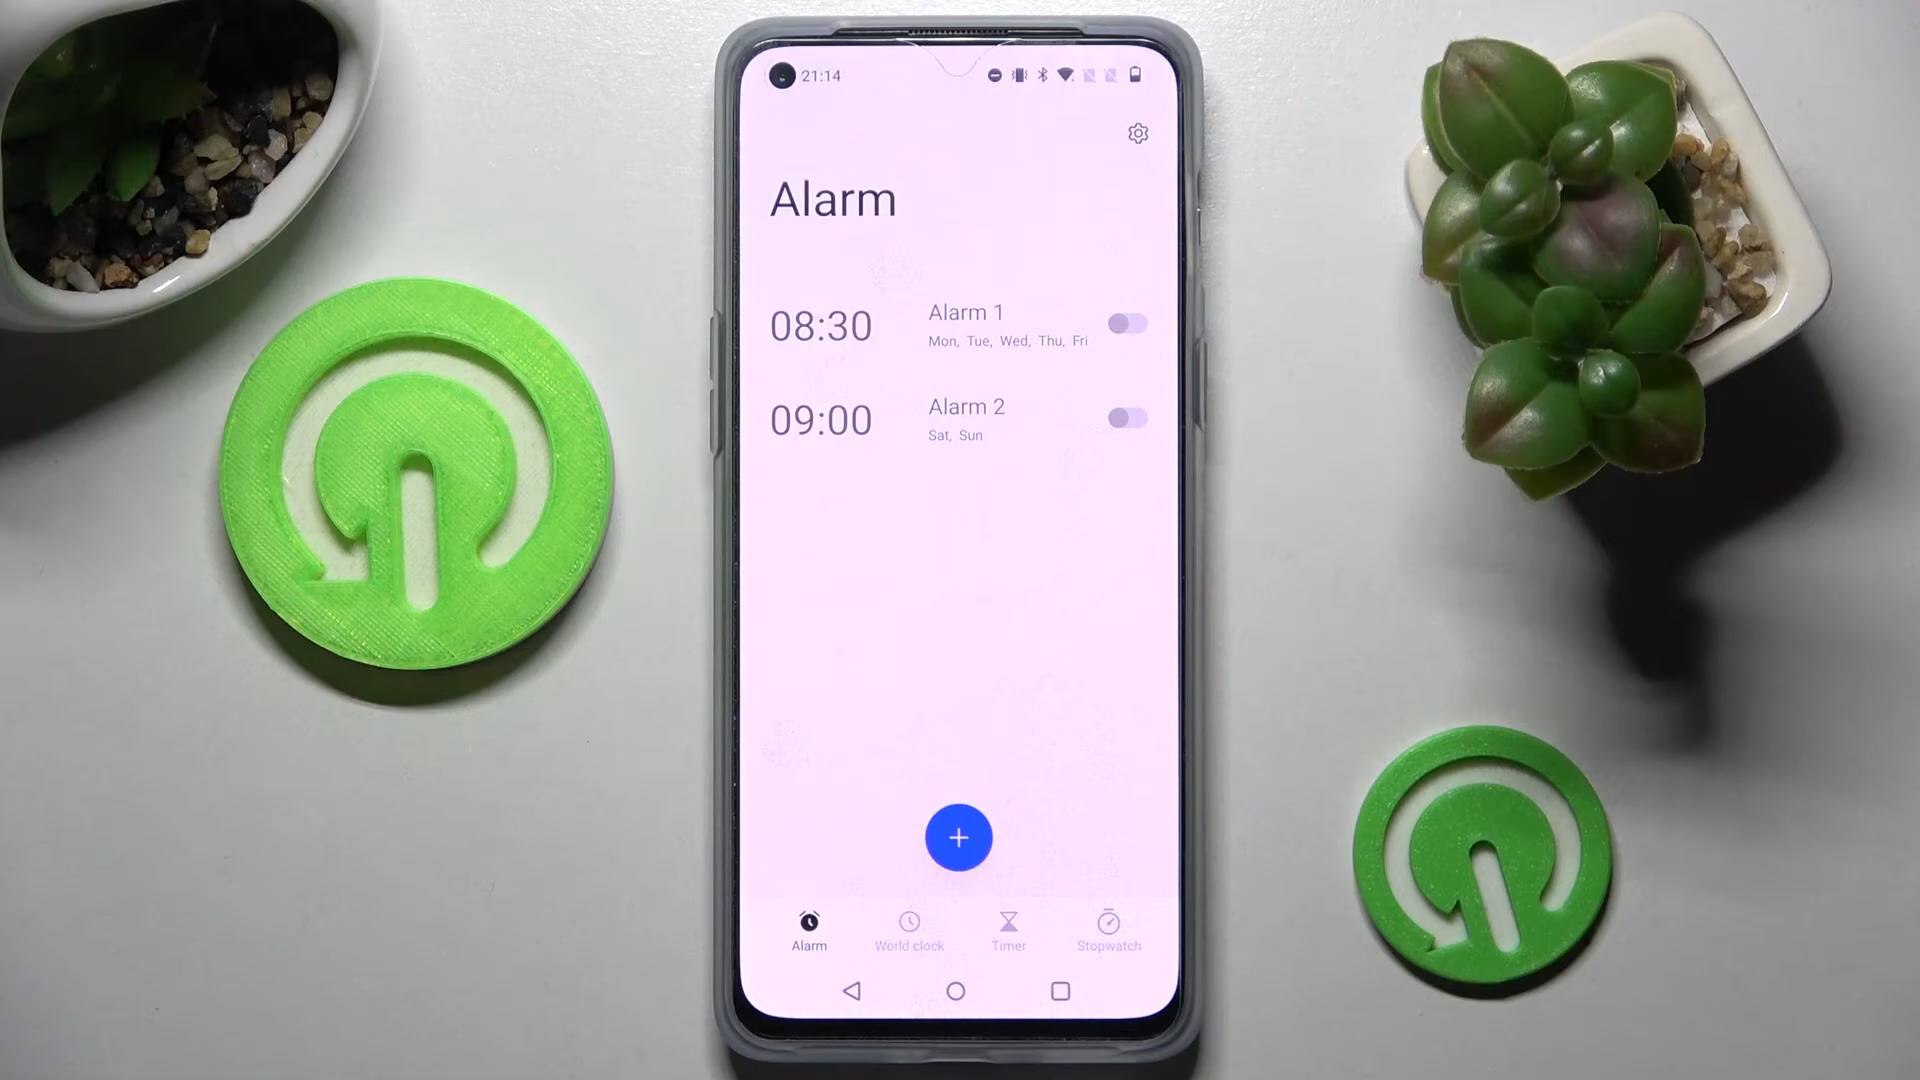 21:14
Alarm
08:30 Alarm 1
Mon, Tue, Wed, Thu, Fri
09:00 Alarm 2
Sat, Sun
+
Alarm World clock Timer Stopwatch